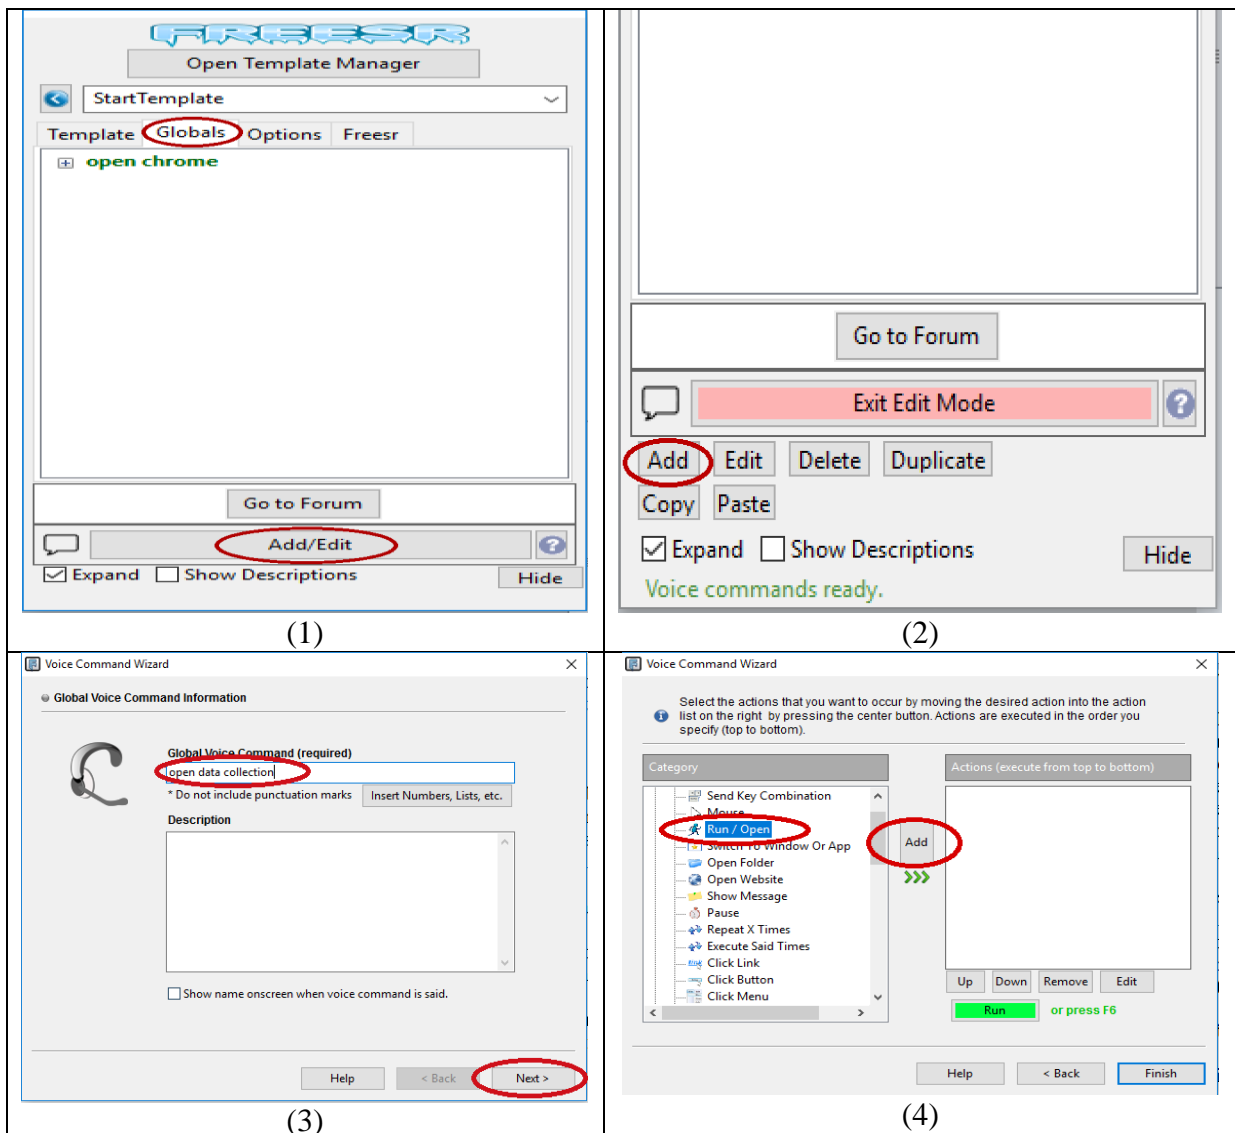 FREESR
Open Template Manager
StartTemplate
Template Globals Options Freesr
open chrome
Go to Forum
Add/Edit
?
Expand Show Descriptions
Hide
(1)
Go to Forum
Exit Edit Mode
?
Add Edit Delete Duplicate
Copy Paste
Expand Show Descriptions
Hide
Voice commands ready.
(2)
Voice Command Wizard
Global Voice Command Information
Global Voice Command (required)
open data collection
* Do not include punctuation marks Insert Numbers, Lists, etc.
Description
Show name onscreen when voice command is said.
Help < Back Next >
(3)
Voice Command Wizard
Select the actions that you want to occur by moving the desired action into the action
list on the right by pressing the center button. Actions are executed in the order you
specify (top to bottom).
Category
Actions (execute from top to bottom)
Send Key Combination
Mouse
Run / Open
Switch To Window Or App
Open Folder
Open Website
Show Message
Pause
Repeat X Times
Execute Said Times
Click Link
Click Button
Click Menu
Add
Up Down Remove Edit
Run or press F6
Help < Back Finish
(4)